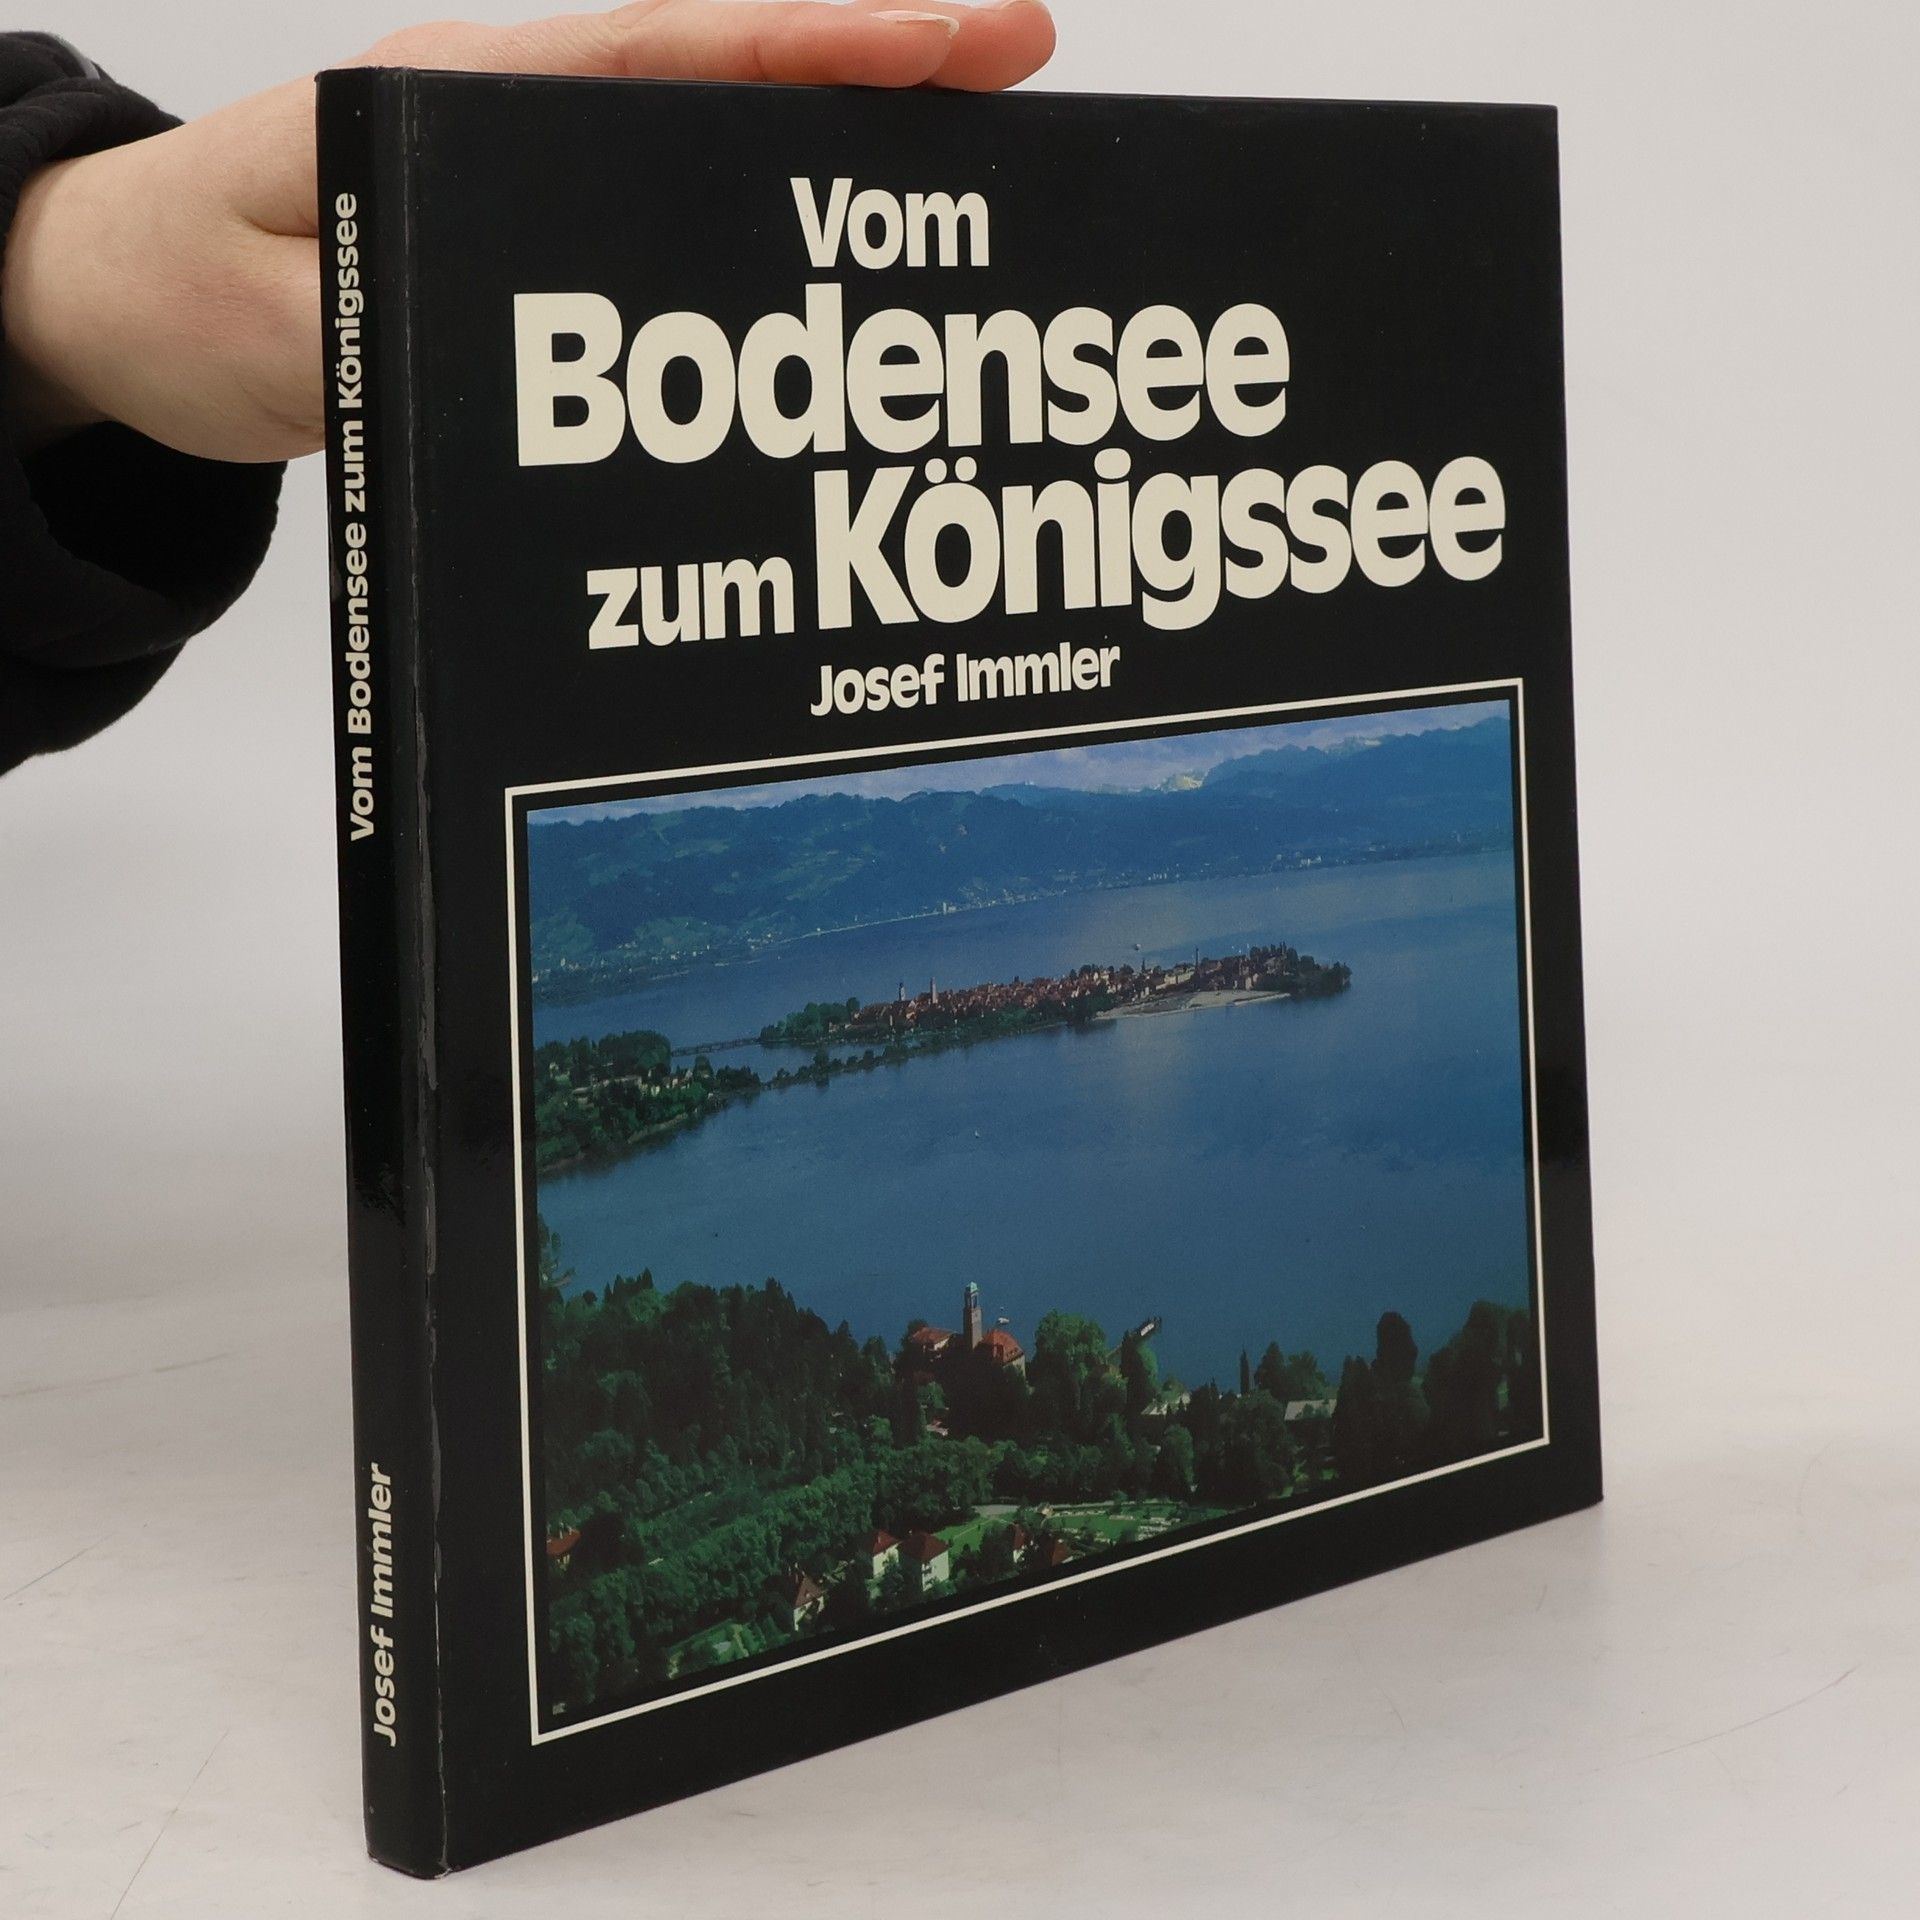 Vom
Bodensee
zum Königssee
Josef Immler
Vom Bodensee zum Königssee
Josef Immler